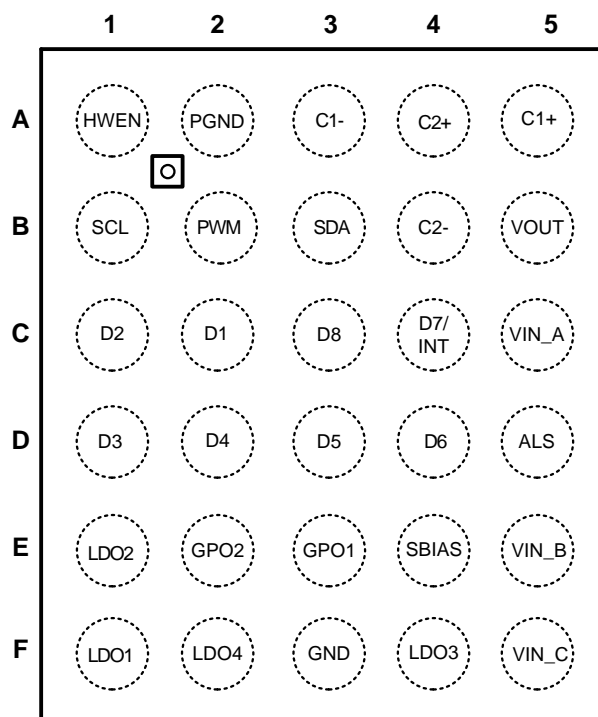 1 2 3 4 5
A HWEN PGND C1- C2+ C1+
B SCL PWM SDA C2- VOUT
C D2 D1 D8 D7/
INT VIN_A
D D3 D4 D5 D6 ALS
E LDO2 GPO2 GPO1 SBIAS VIN_B
F LDO1 LDO4 GND LDO3 VIN_C